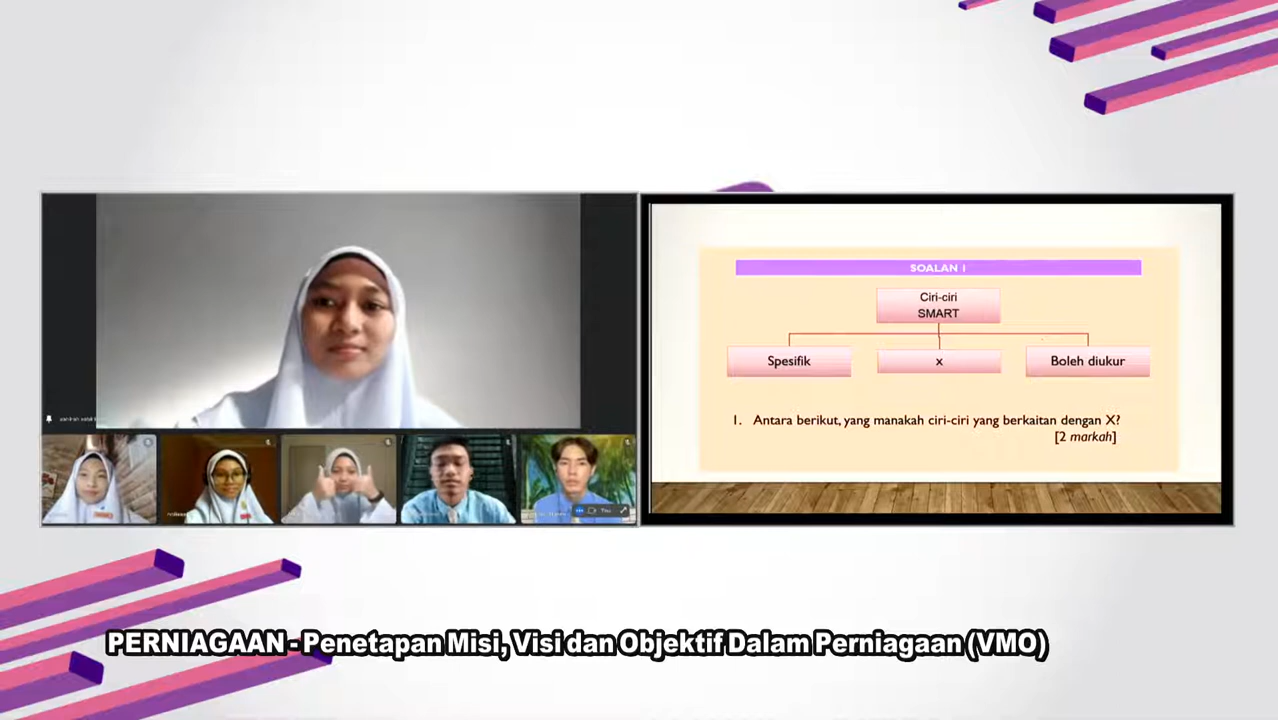 SOALAN 1
Ciri-ciri
SMART
Spesifik
x
Boleh diukur
1. Antara berikut, yang manakah ciri-ciri yang berkaitan dengan X?
[2 markah]
You
PERNIAGAAN - Penetapan Misi, Visi dan Objektif Dalam Perniagaan (VMO)